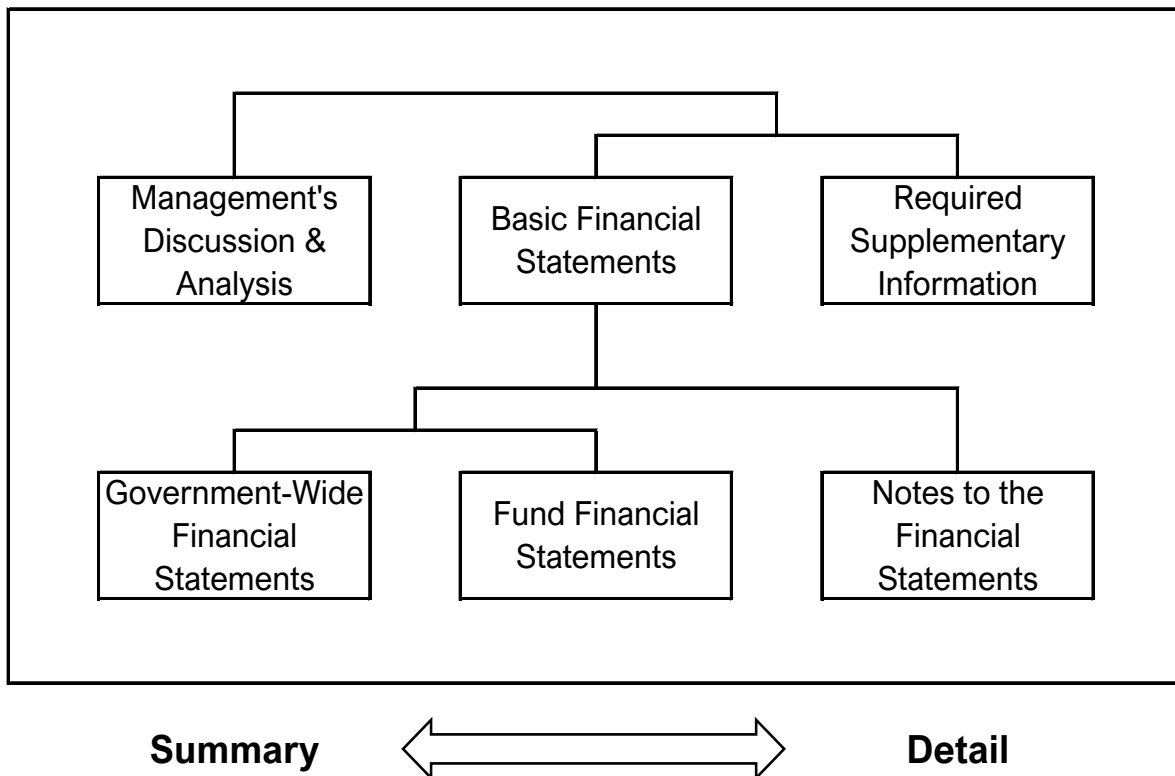 Management's
Discussion &
Analysis
Basic Financial
Statements
Required
Supplementary
Information
Government-Wide
Financial
Statements
Fund Financial
Statements
Notes to the
Financial
Statements
Summary
Detail